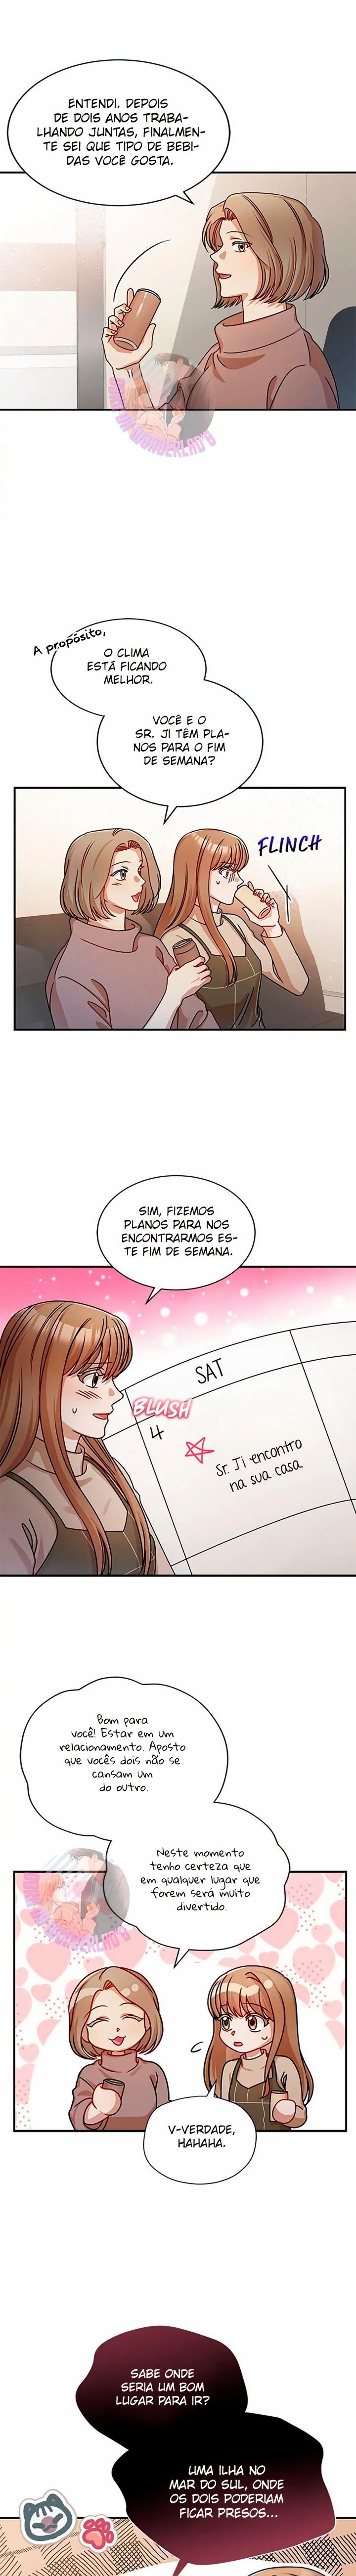 ENTENDI. DEPOIS
DE DOIS ANOS TRABA-
LHANDO JUNTAS, FINALMEN-
TE SEI QUE TIPO DE BEBI-
DAS VOCÊ GOSTA.
DA WONDERLAD'S
A propósito,
O CLIMA
ESTÁ FICANDO
MELHOR.
VOCÊ E O
SR. JI TÊM PLA-
NOS PARA O FIM
DE SEMANA?
FLINCH
SIM, FIZEMOS
PLANOS PARA NOS
ENCONTRARMOS ES-
TE FIM DE SEMANA.
SAT
BLUSH
4
Sr. Ji encontro
na sua casa
Bom para
você! Estar em um
relacionamento. Aposto
que vocês dois não se
cansam um
do outro.
Neste momento
tenho certeza que
em qualquer lugar que
forem será muito
divertido.
V-VERDADE,
HAHAHA.
SABE ONDE
SERIA UM BOM
LUGAR PARA IR?
UMA ILHA NO
MAR DO SUL, ONDE
OS DOIS PODERIAM
FICAR PRESOS...